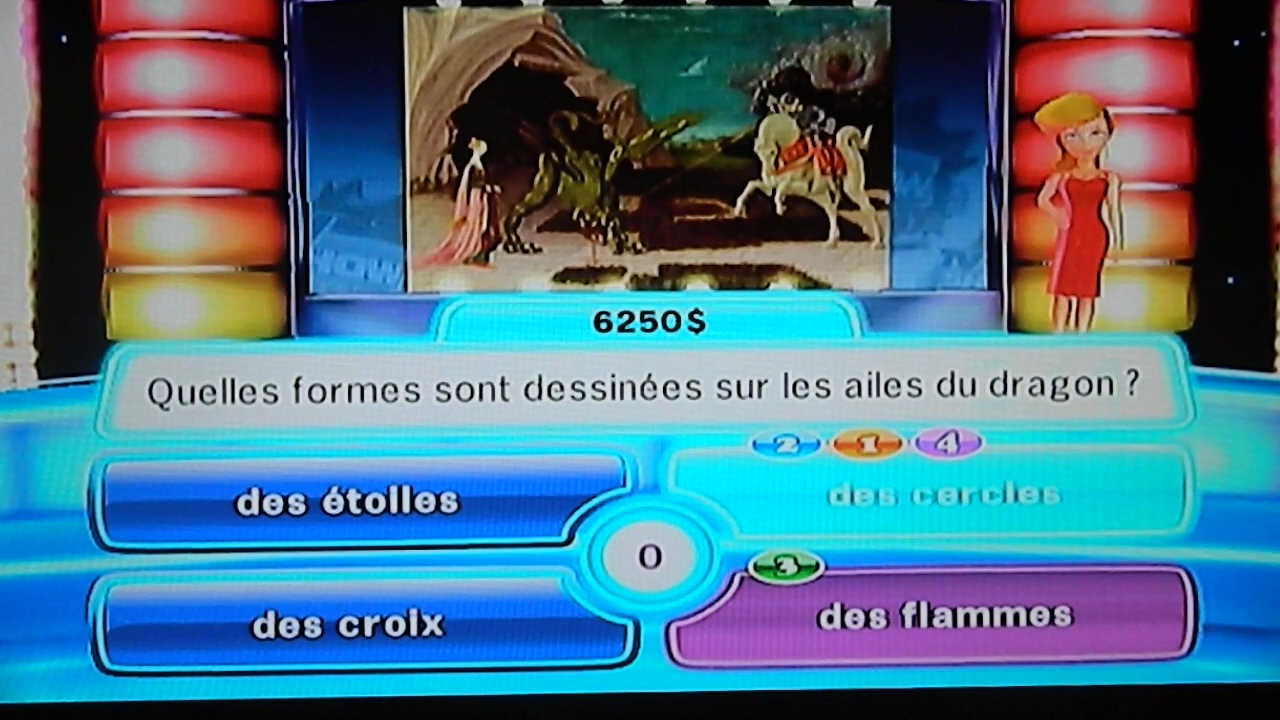 6250$
Quelles formes sont dessinées sur les ailes du dragon ?
2 1 4
des étoiles
des cercles
0
3
des croix
des flammes